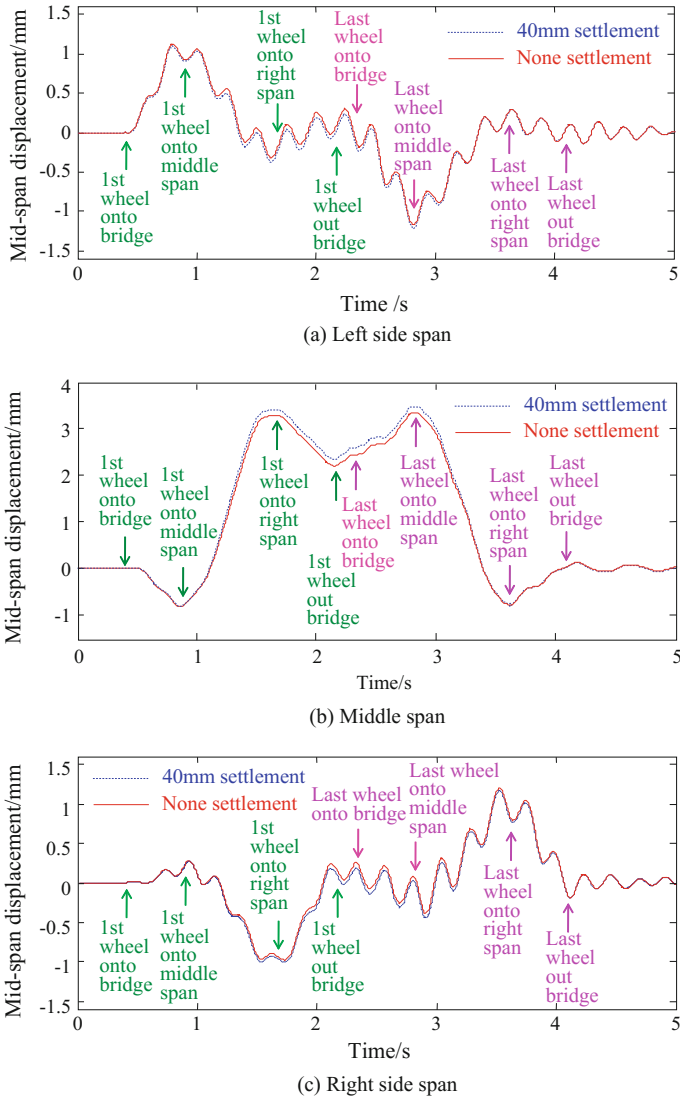 Mid-span displacement/mm
1.5
1
0.5
0
-0.5
-1
-1.5
1st
wheel
onto
bridge
1st
wheel
onto
middle
span
1st
wheel
onto
right
span
1st
wheel
out
bridge
Last
wheel
onto
bridge
Last
wheel
onto
middle
span
Last
wheel
onto
right
span
Last
wheel
out
bridge
40mm settlement
None settlement
0 1 2 3 4 5
Time /s
(a) Left side span
Mid-span displacement/mm
4
3
2
1
0
-1
1st
wheel
onto
bridge
1st
wheel
onto
middle
span
1st
wheel
onto
right
span
1st
wheel
out
bridge
Last
wheel
onto
bridge
Last
wheel
onto
middle
span
Last
wheel
onto
right
span
Last
wheel
out
bridge
40mm settlement
None settlement
0 1 2 3 4 5
Time/s
(b) Middle span
Mid-span displacement/mm
1.5
1
0.5
0
-0.5
-1
-1.5
40mm settlement
None settlement
1st
wheel
onto
bridge
1st
wheel
onto
middle
span
1st
wheel
onto
right
span
1st
wheel
out
bridge
Last wheel
onto bridge
Last wheel
onto
middle
span
Last
wheel
onto
right
span
Last
wheel
out
bridge
0 1 2 3 4 5
Time/s
(c) Right side span